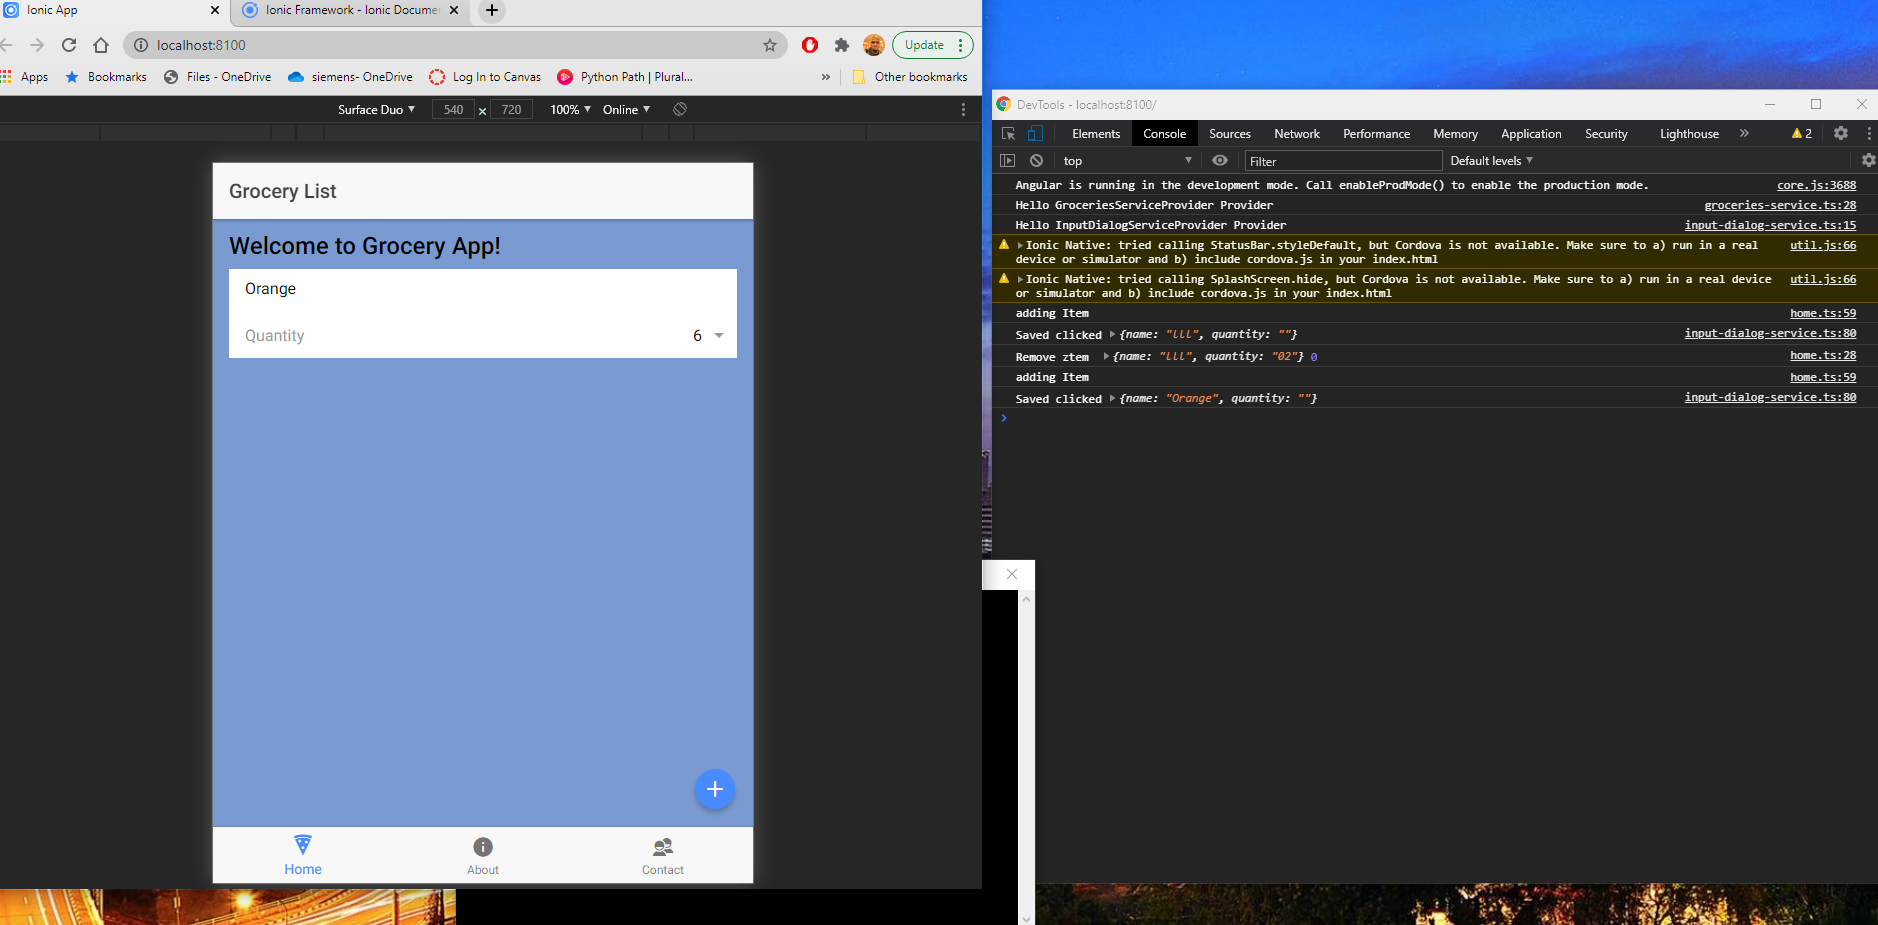 Ionic App
Ionic Framework - Ionic Documen
localhost:8100
Update
Apps
Bookmarks
Files - OneDrive
siemens- OneDrive
Log In to Canvas
Python Path | Plural...
»
Other bookmarks
Surface Duo
540 × 720
100%
Online
Grocery List
Welcome to Grocery App!
Orange
Quantity
6
Home
About
Contact
DevTools - localhost:8100/
Elements
Console
Sources
Network
Performance
Memory
Application
Security
Lighthouse
»
2
top
Filter
Default levels
Angular is running in the development mode. Call enableProdMode() to enable the production mode. core.js:3688
Hello GroceriesServiceProvider Provider groceries-service.ts:28
Hello InputDialogServiceProvider Provider input-dialog-service.ts:15
Ionic Native: tried calling StatusBar.styleDefault, but Cordova is not available. Make sure to a) run in a real util.js:66
device or simulator and b) include cordova.js in your index.html
Ionic Native: tried calling SplashScreen.hide, but Cordova is not available. Make sure to a) run in a real device util.js:66
or simulator and b) include cordova.js in your index.html
adding Item home.ts:59
Saved clicked {name: "lll", quantity: ""} input-dialog-service.ts:80
Remove ztem {name: "lll", quantity: "02"} 0 home.ts:28
adding Item home.ts:59
Saved clicked {name: "Orange", quantity: ""} input-dialog-service.ts:80